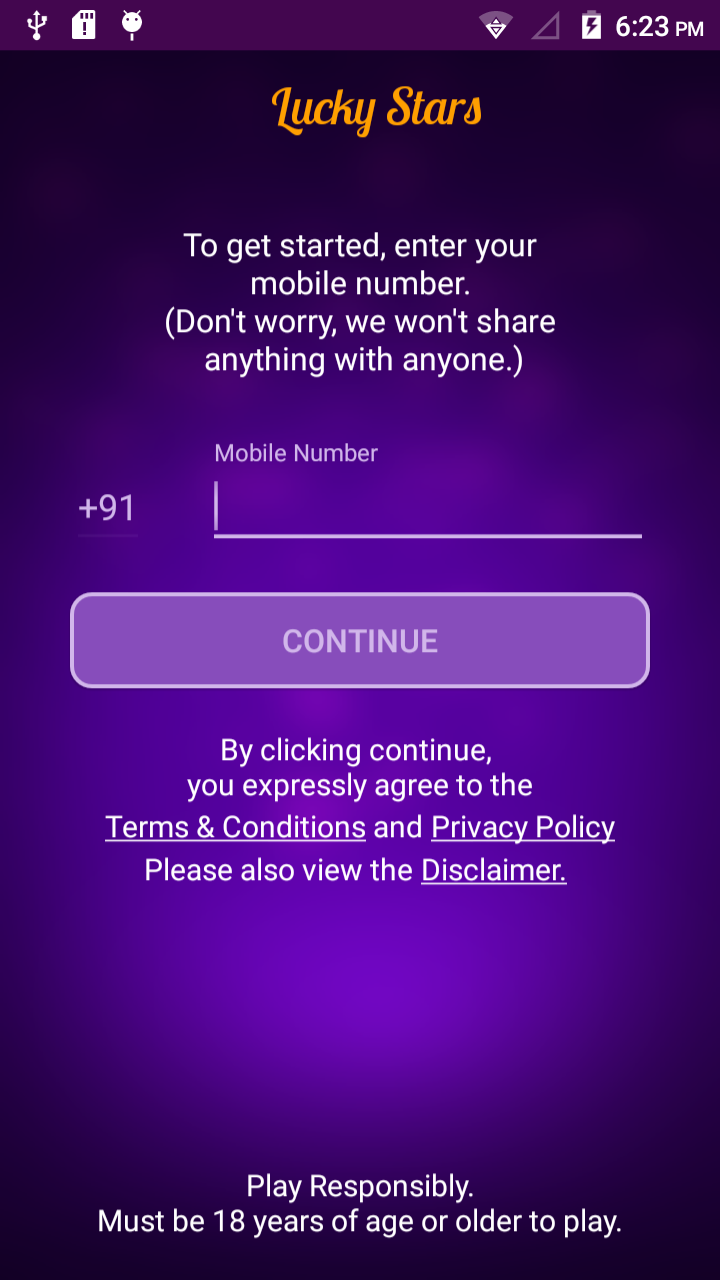 6:23 PM
Lucky Stars
To get started, enter your
mobile number.
(Don't worry, we won't share
anything with anyone.)
Mobile Number
+91
CONTINUE
By clicking continue,
you expressly agree to the
Terms & Conditions and Privacy Policy
Please also view the Disclaimer.
Play Responsibly.
Must be 18 years of age or older to play.